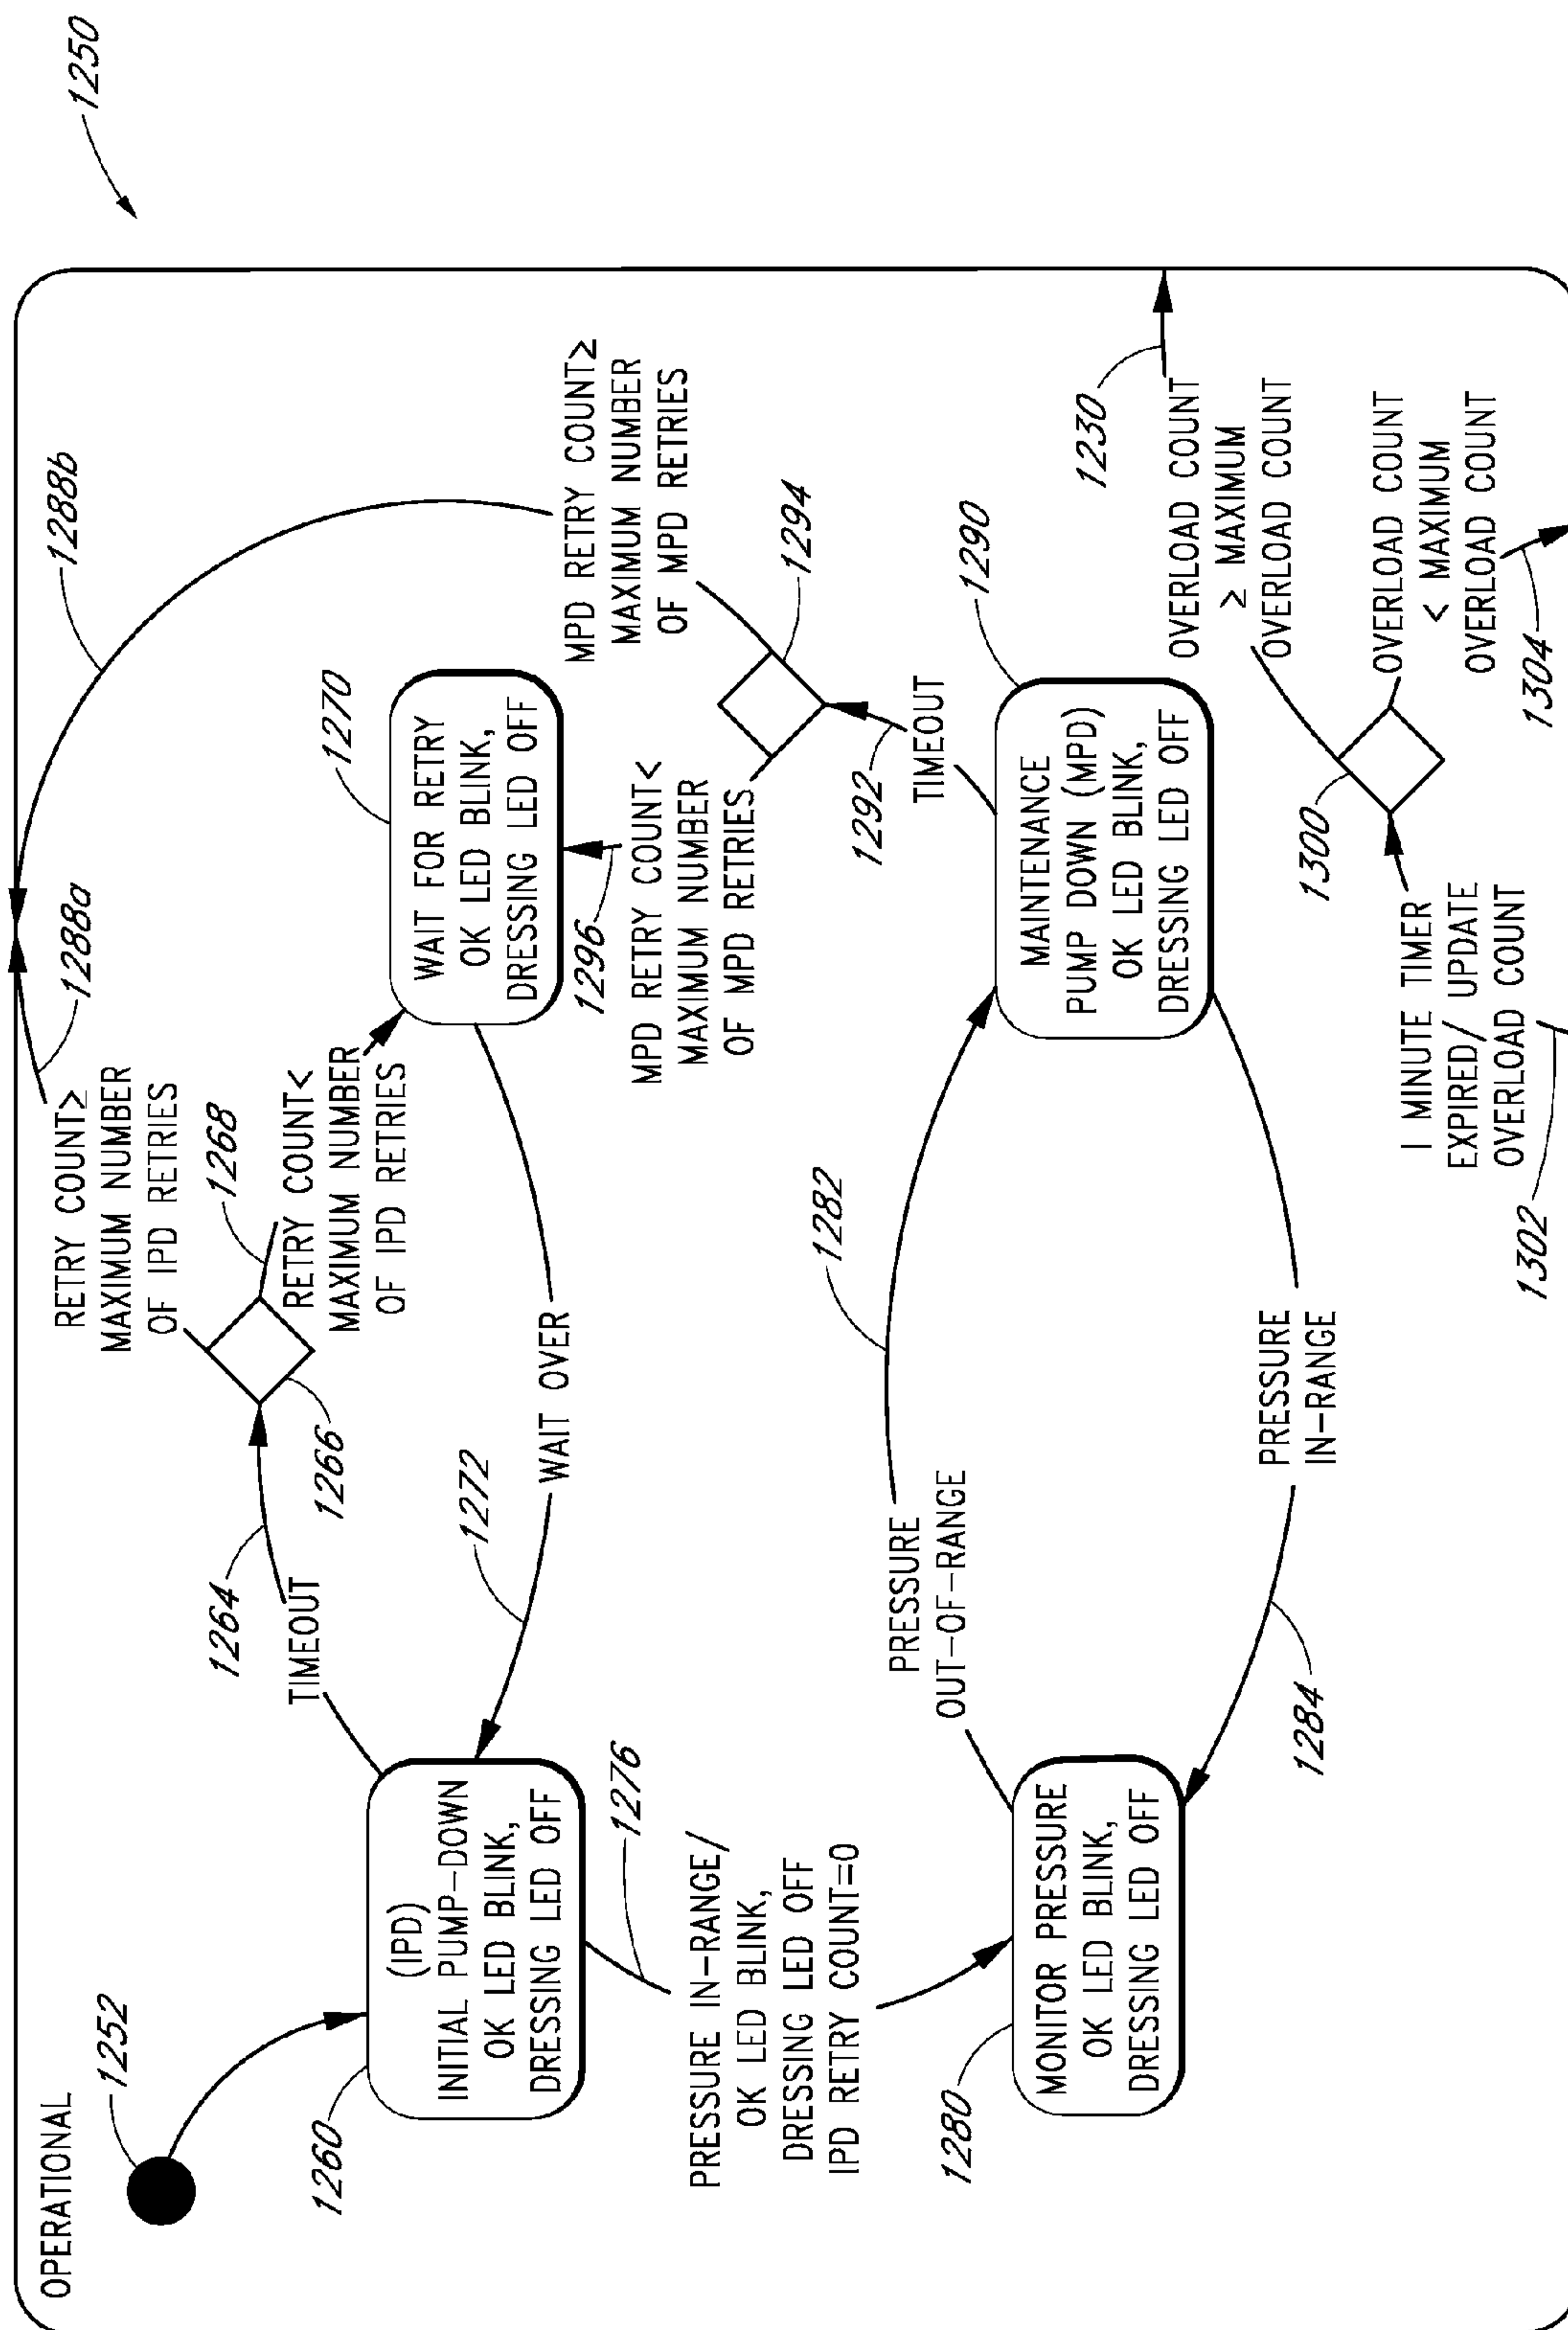 1250
OPERATIONAL
1252
1260
(IPD)
INITIAL PUMP-DOWN
OK LED BLINK,
DRESSING LED OFF
1264
TIMEOUT
1266
1268
RETRY COUNT≥
MAXIMUM NUMBER
OF IPD RETRIES
1288a
1288b
RETRY COUNT<
MAXIMUM NUMBER
OF IPD RETRIES
1270
WAIT FOR RETRY
OK LED BLINK,
DRESSING LED OFF
1272
WAIT OVER
1276
PRESSURE IN-RANGE/
OK LED BLINK,
DRESSING LED OFF
IPD RETRY COUNT=0
1296
MPD RETRY COUNT<
MAXIMUM NUMBER
OF MPD RETRIES
MPD RETRY COUNT≥
MAXIMUM NUMBER
OF MPD RETRIES
1294
1292
TIMEOUT
1280
MONITOR PRESSURE
OK LED BLINK,
DRESSING LED OFF
1282
PRESSURE
OUT-OF-RANGE
1284
PRESSURE
IN-RANGE
1290
MAINTENANCE
PUMP DOWN (MPD)
OK LED BLINK,
DRESSING LED OFF
1230
OVERLOAD COUNT
≥ MAXIMUM
OVERLOAD COUNT
1300
OVERLOAD COUNT
< MAXIMUM
OVERLOAD COUNT
1304
1 MINUTE TIMER
EXPIRED/ UPDATE
OVERLOAD COUNT
1302